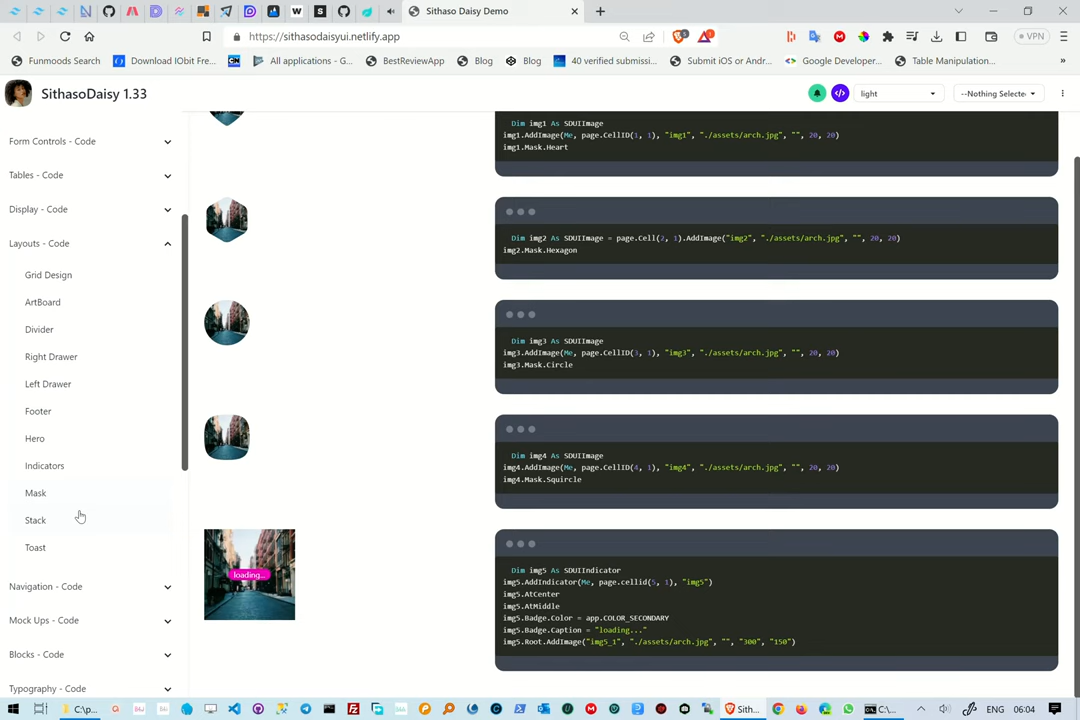 Sithaso Daisy Demo
https://sithasodaisyui.netlify.app
VPN
Funmoods Search
Download IObit Fre...
All applications - G...
BestReviewApp
Blog
Blog
40 verified submissi...
Submit iOS or Andr...
Google Developer...
Table Manipulation...
SithasoDaisy 1.33
light
--Nothing Selecte
Form Controls - Code
Tables - Code
Display - Code
Layouts - Code
Grid Design
ArtBoard
Divider
Right Drawer
Left Drawer
Footer
Hero
Indicators
Mask
Stack
Toast
Navigation - Code
Mock Ups - Code
Blocks - Code
Typography - Code
Dim img1 As SDUIImage
img1.AddImage(Me, page.CellID(1, 1), "img1", "./assets/arch.jpg", "", 20, 20)
img1.Mask.Heart
Dim img2 As SDUIImage = page.Cell(2, 1).AddImage("img2", "./assets/arch.jpg", "", 20, 20)
img2.Mask.Hexagon
Dim img3 As SDUIImage
img3.AddImage(Me, page.CellID(3, 1), "img3", "./assets/arch.jpg", "", 20, 20)
img3.Mask.Circle
Dim img4 As SDUIImage
img4.AddImage(Me, page.CellID(4, 1), "img4", "./assets/arch.jpg", "", 20, 20)
img4.Mask.Squircle
loading...
Dim img5 As SDUIIndicator
img5.AddIndicator(Me, page.cellid(5, 1), "img5")
img5.AtCenter
img5.AtMiddle
img5.Badge.Color = app.COLOR_SECONDARY
img5.Badge.Caption = "loading..."
img5.Root.AddImage("img5_1", "./assets/arch.jpg", "", "300", "150")
C:\p...
Sith...
C:\...
ENG
06:04